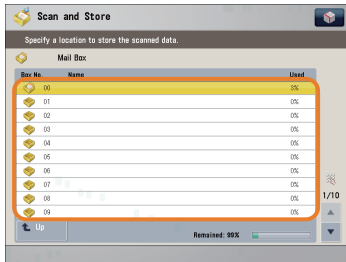 Scan and Store
Specify a location to store the scanned data.
Mail Box
Box No. Name Used
00 3%
01 0%
02 0%
03 0%
04 0%
05 0%
06 0%
07 0%
08 0%
09 0%
1/10
Up
Remained: 99%